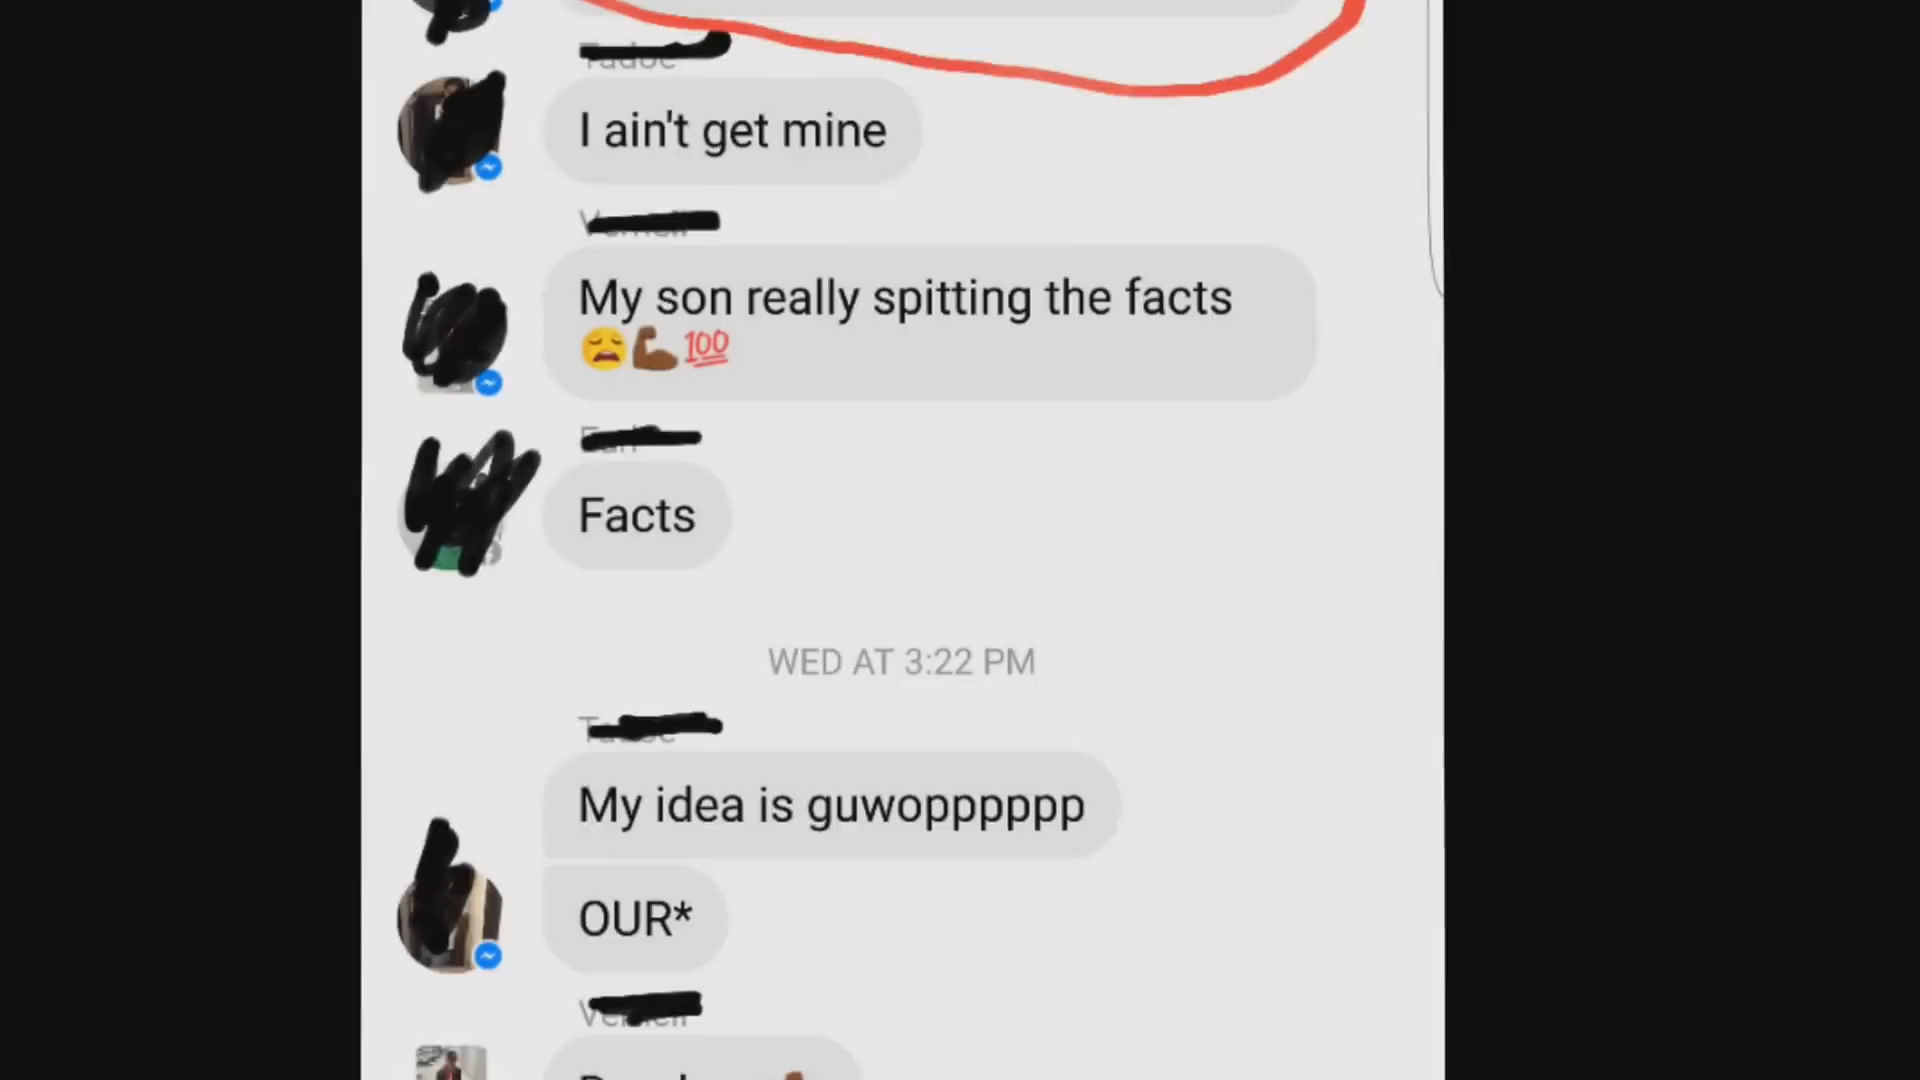 I ain't get mine
My son really spitting the facts
😩💪🏾💯
Facts
WED AT 3:22 PM
My idea is guwopppppp
OUR*